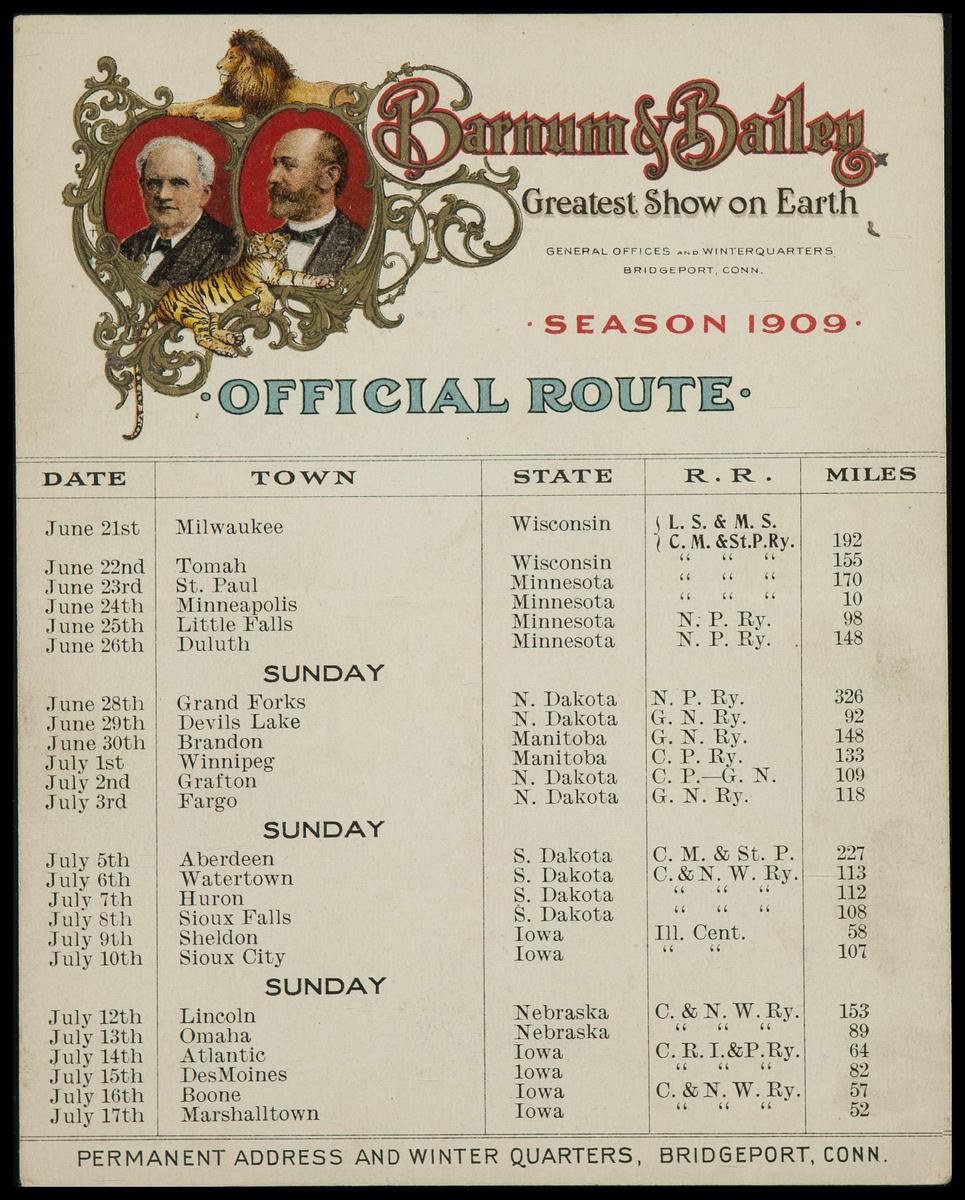 Barnum & Bailey
Greatest Show on Earth
GENERAL OFFICES AND WINTERQUARTERS
BRIDGEPORT, CONN.
·SEASON 1909·
·OFFICIAL ROUTE·
DATE TOWN STATE R.R. MILES
June 21st Milwaukee Wisconsin { L. S. & M. S.
{ C. M. &St.P.Ry. 192
June 22nd Tomah Wisconsin “ “ “ 155
June 23rd St. Paul Minnesota “ “ “ 170
June 24th Minneapolis Minnesota “ “ “ 10
June 25th Little Falls Minnesota N. P. Ry. 98
June 26th Duluth Minnesota N. P. Ry. 148
SUNDAY
June 28th Grand Forks N. Dakota N. P. Ry. 326
June 29th Devils Lake N. Dakota G. N. Ry. 92
June 30th Brandon Manitoba G. N. Ry. 148
July 1st Winnipeg Manitoba C. P. Ry. 133
July 2nd Grafton N. Dakota C. P.—G. N. 109
July 3rd Fargo N. Dakota G. N. Ry. 118
SUNDAY
July 5th Aberdeen S. Dakota C. M. & St. P. 227
July 6th Watertown S. Dakota C. & N. W. Ry. 113
July 7th Huron S. Dakota “ “ “ 112
July 8th Sioux Falls S. Dakota “ “ “ 108
July 9th Sheldon Iowa Ill. Cent. 58
July 10th Sioux City Iowa “ “ 107
SUNDAY
July 12th Lincoln Nebraska C. & N. W. Ry. 153
July 13th Omaha Nebraska “ “ “ 89
July 14th Atlantic Iowa C. R. I.&P.Ry. 64
July 15th DesMoines Iowa “ “ “ 82
July 16th Boone Iowa C. & N. W. Ry. 57
July 17th Marshalltown Iowa “ “ “ 52
PERMANENT ADDRESS AND WINTER QUARTERS, BRIDGEPORT, CONN.